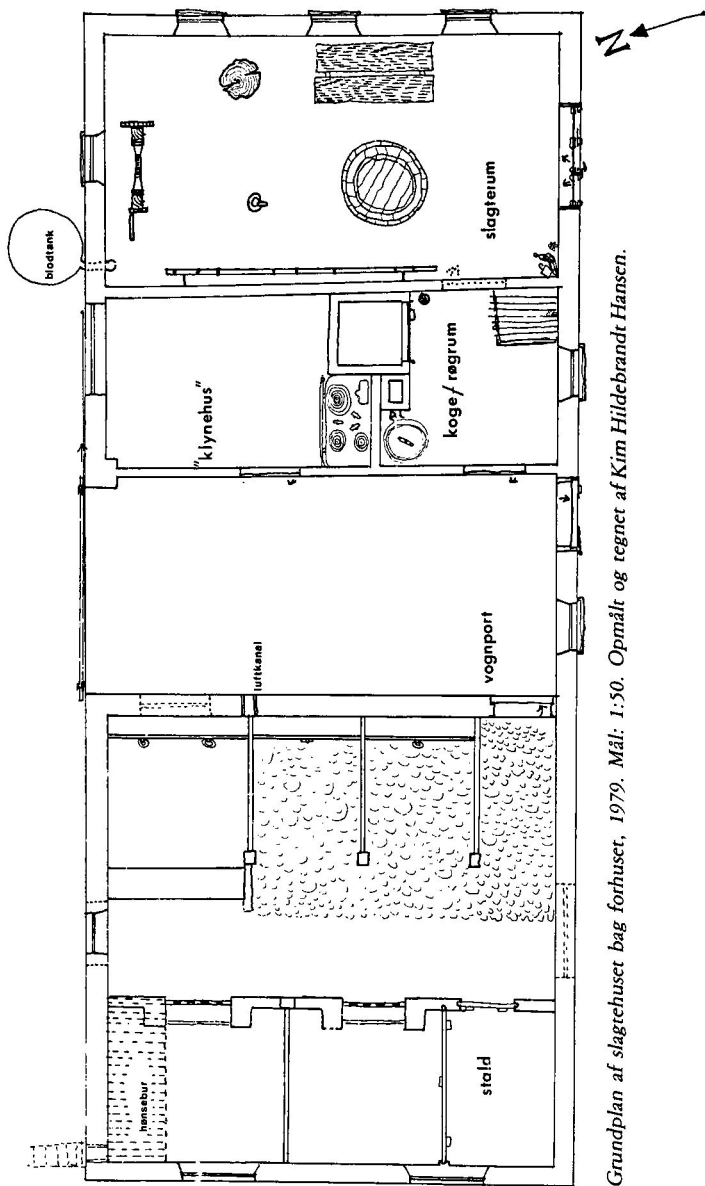 blodtank
slagterum
"klynehus"
koge/røgrum
luftkanal
vognport
hønsebur
stald
N
Grundplan af slagtehuset bag forhuset, 1979. Mål: 1:50. Opmålt og tegnet af Kim Hildebrandt Hansen.